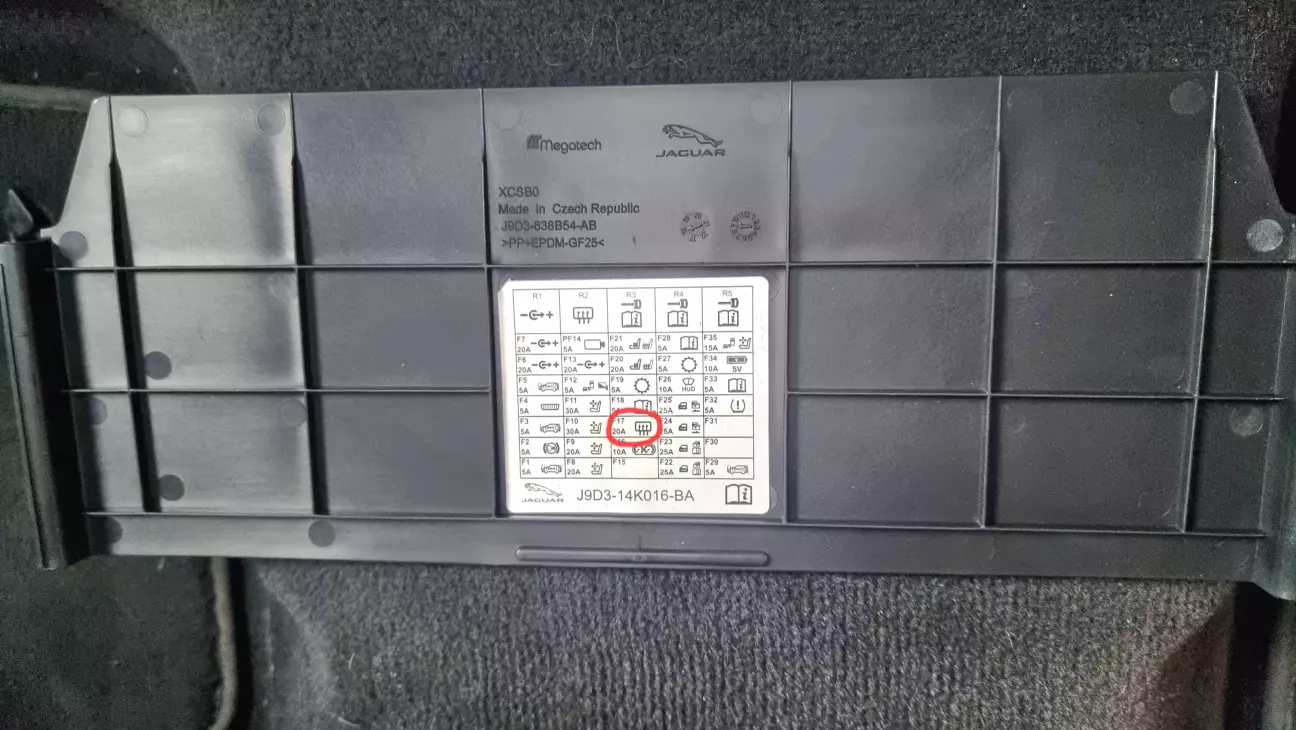 Megatech
JAGUAR
XCSB0
Made in Czech Republic
J9D3-838B54-AB
>PP+EPDM-GF25<
R1 R2 R3 R4 R5
F7 20A PF14 5A F21 20A F28 5A F35 15A
F6 20A F13 20A F20 20A F27 5A F34 10A 5V
F5 5A F12 5A F19 5A F26 10A HUD F33 5A
F4 5A F11 30A F18 F25 25A F32 5A
F3 5A F10 30A F17 20A F24 F31
F2 5A F9 20A 10A F23 25A F30
F1 5A F8 20A F15 F22 25A F29 5A
JAGUAR J9D3-14K016-BA